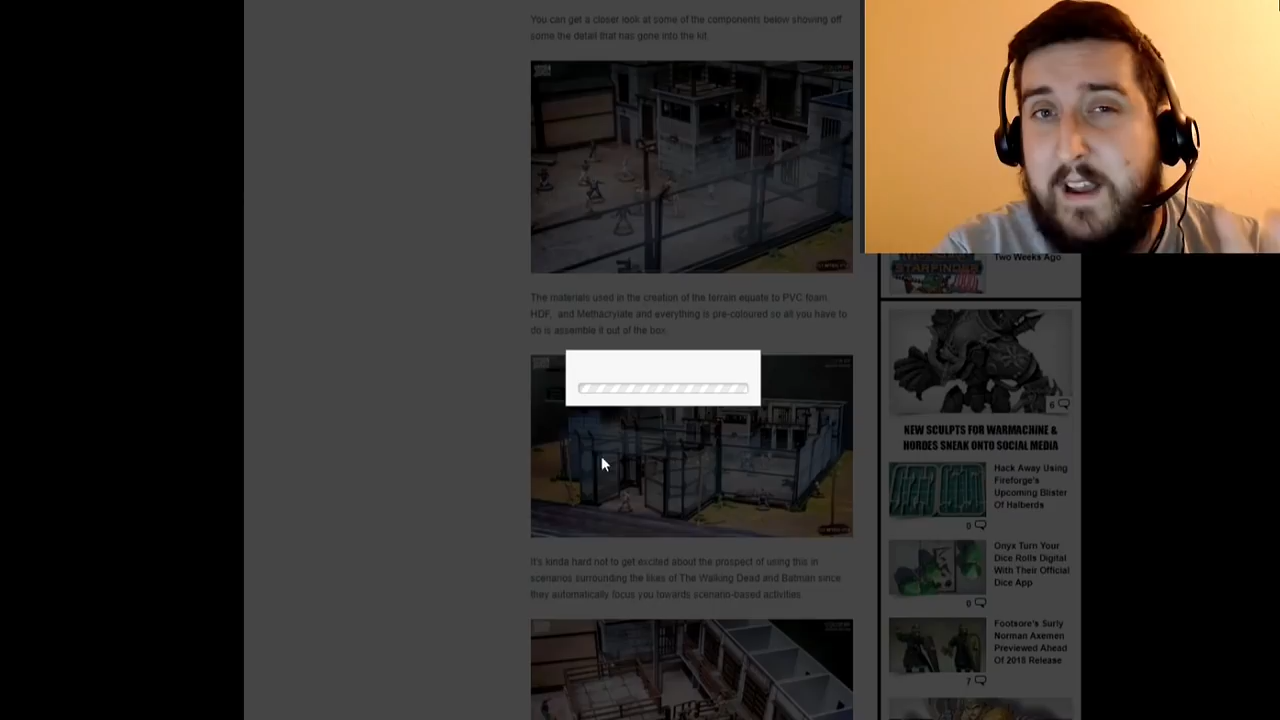 You can get a closer look at some of the components below showing off
some the detail that has gone into the kit.
The materials used in the creation of the terrain equate to PVC foam
HDF, and Methacrylate and everything is pre-coloured so all you have to
do is assemble it out of the box.
It's kinda hard not to get excited about the prospect of using this in
scenarios surrounding the likes of The Walking Dead and Batman since
they automatically focus you towards scenario-based activities
STARFINDER
Two Weeks Ago
6
NEW SCULPTS FOR WARMACHINE &
HORDES SNEAK ONTO SOCIAL MEDIA
Hack Away Using
Fireforge's
Upcoming Blister
Of Halberds
0
Onyx Turn Your
Dice Rolls Digital
With Their Official
Dice App
0
Footsore's Surly
Norman Axemen
Previewed Ahead
Of 2018 Release
7